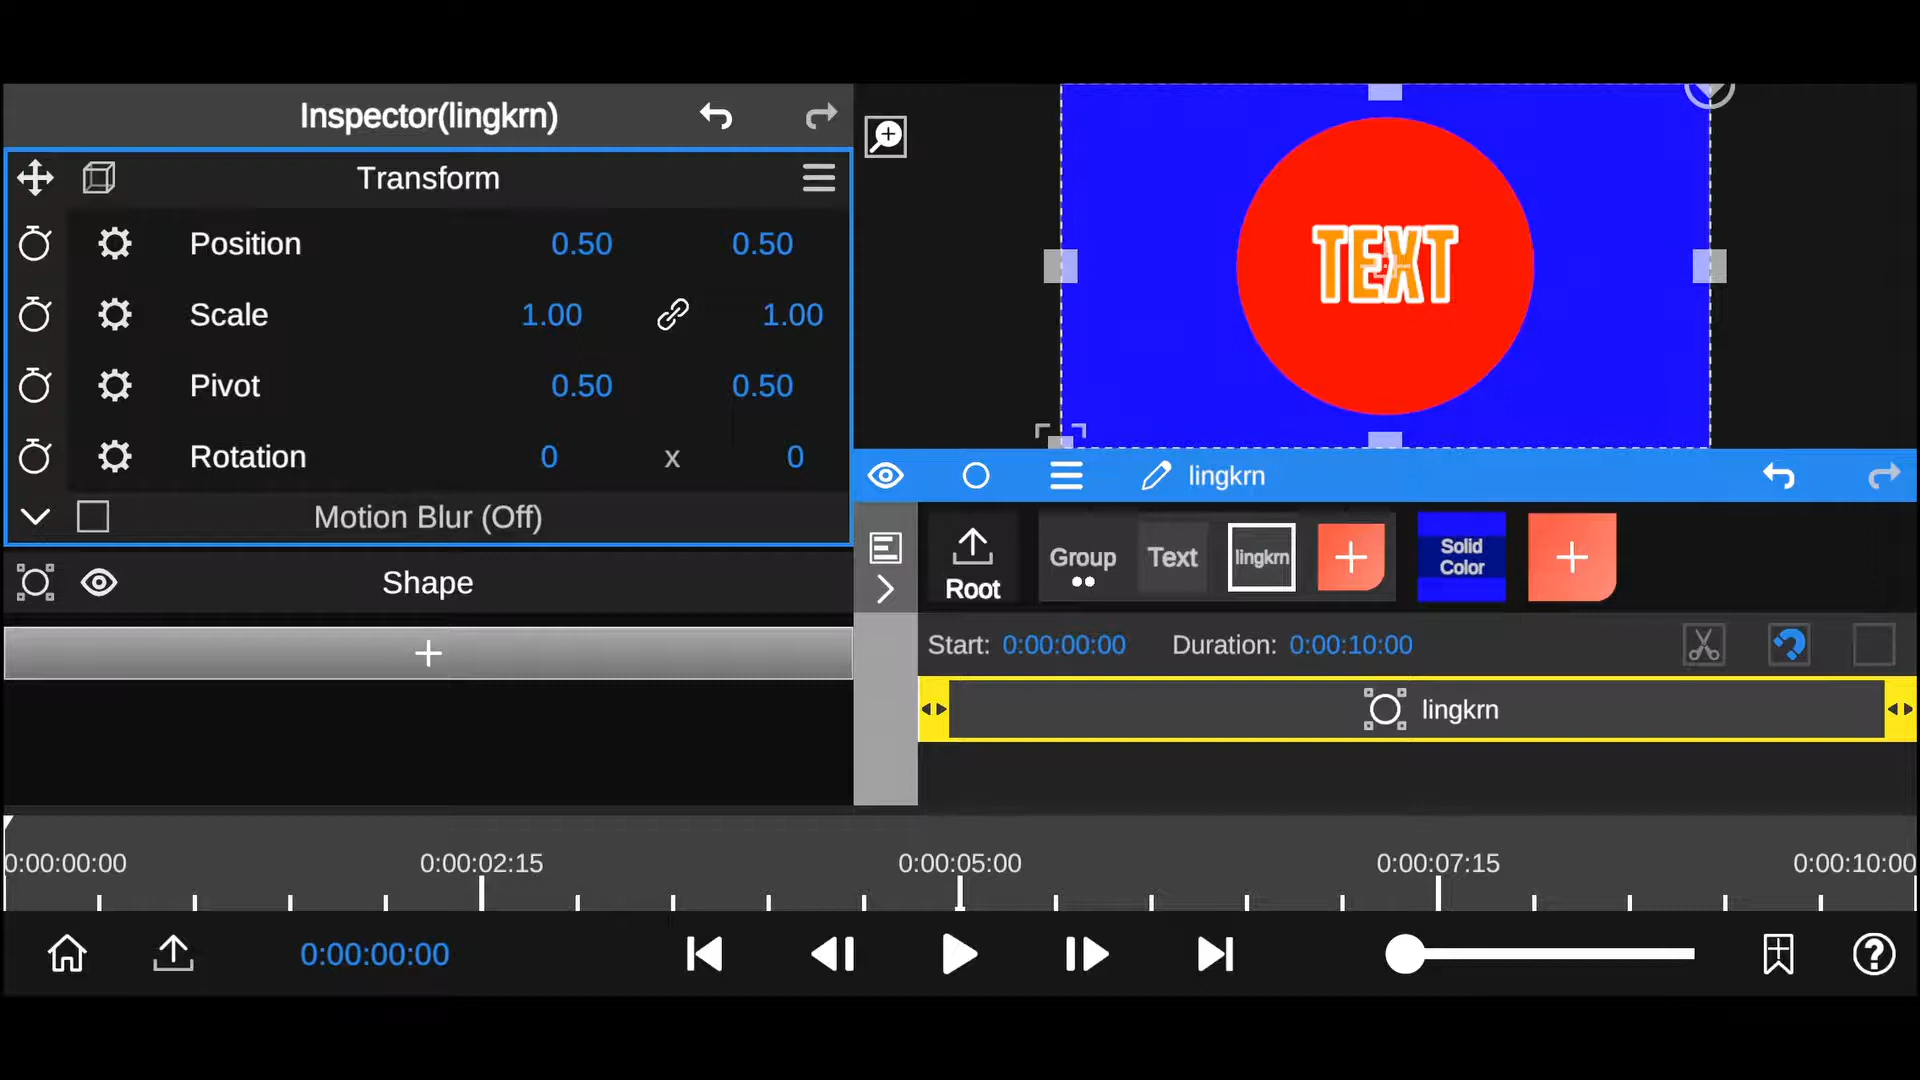 Inspector(lingkrn)
Transform
Position 0.50 0.50
Scale 1.00 1.00
Pivot 0.50 0.50
Rotation 0 x 0
Motion Blur (Off)
Shape
+
TEXT
lingkrn
Root
Group
Text
lingkrn
+
Solid
Color
+
Start: 0:00:00:00 Duration: 0:00:10:00
lingkrn
0:00:00:00 0:00:02:15 0:00:05:00 0:00:07:15 0:00:10:00
0:00:00:00
?